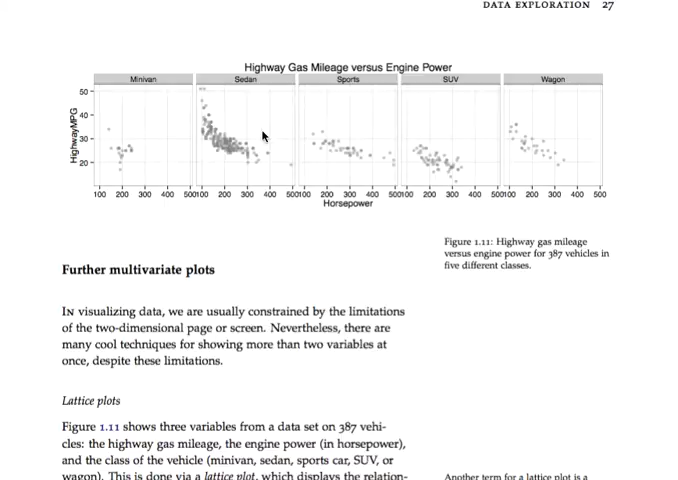 DATA EXPLORATION 27
Highway Gas Mileage versus Engine Power
Minivan Sedan Sports SUV Wagon
HighwayMPG
50
40
30
20
100 200 300 400 500100 200 300 400 500100 200 300 400 500100 200 300 400 500100 200 300 400 500
Horsepower
Figure 1.11: Highway gas mileage
versus engine power for 387 vehicles in
five different classes.
Further multivariate plots
In visualizing data, we are usually constrained by the limitations
of the two-dimensional page or screen. Nevertheless, there are
many cool techniques for showing more than two variables at
once, despite these limitations.
Lattice plots
Figure 1.11 shows three variables from a data set on 387 vehi-
cles: the highway gas mileage, the engine power (in horsepower),
and the class of the vehicle (minivan, sedan, sports car, SUV, or
wagon). This is done via a lattice plot, which displays the relation-
Another term for a lattice plot is a